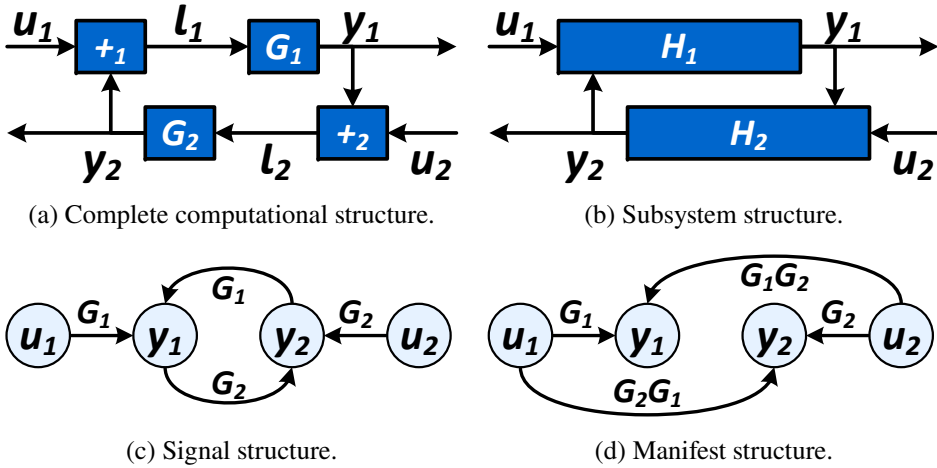 u1 l1 y1
+1 G1
G2 +2
y2 l2 u2
(a) Complete computational structure.
u1 y1
H1
H2
y2 u2
(b) Subsystem structure.
G1
u1 G1 y1 y2 G2 u2
G2
(c) Signal structure.
G1G2
u1 G1 y1 y2 G2 u2
G2G1
(d) Manifest structure.